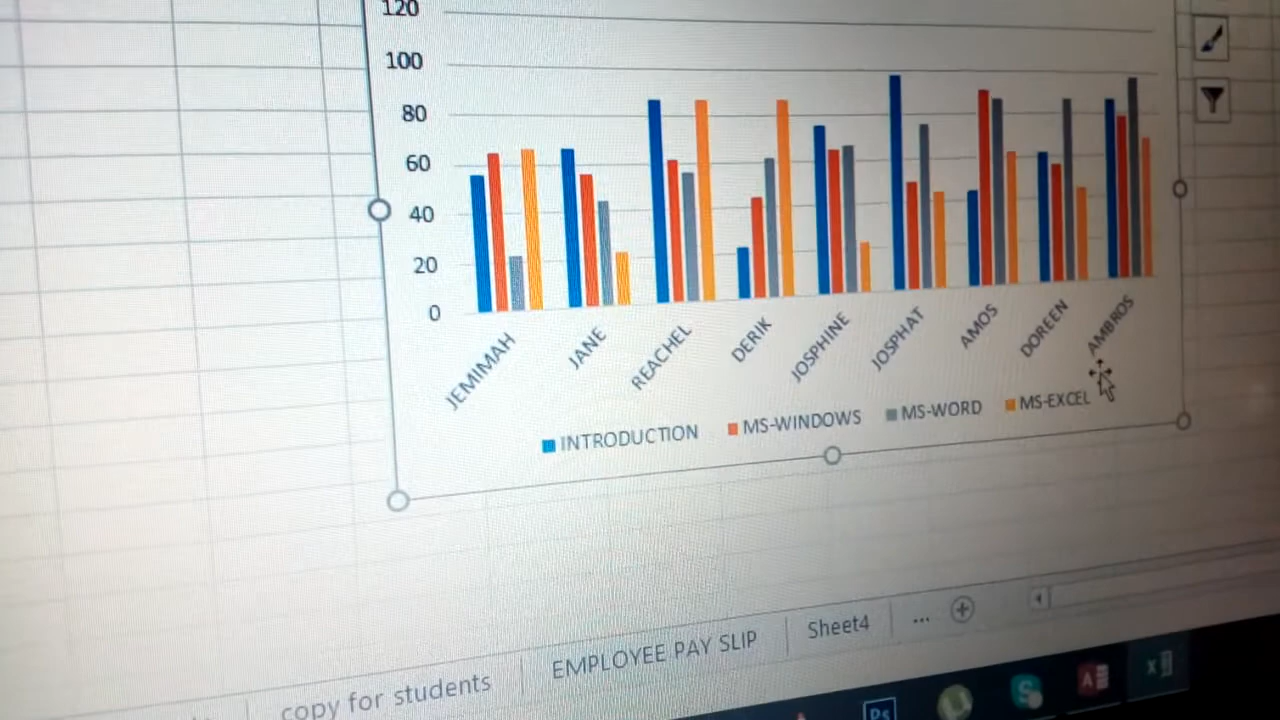 120
100
80
60
40
20
0
JEMIMAH JANE REACHEL DERIK JOSPHINE JOSPHAT AMOS DOREEN AMBROS
INTRODUCTION MS-WINDOWS MS-WORD MS-EXCEL
copy for students EMPLOYEE PAY SLIP Sheet4 ...
Ps S A X